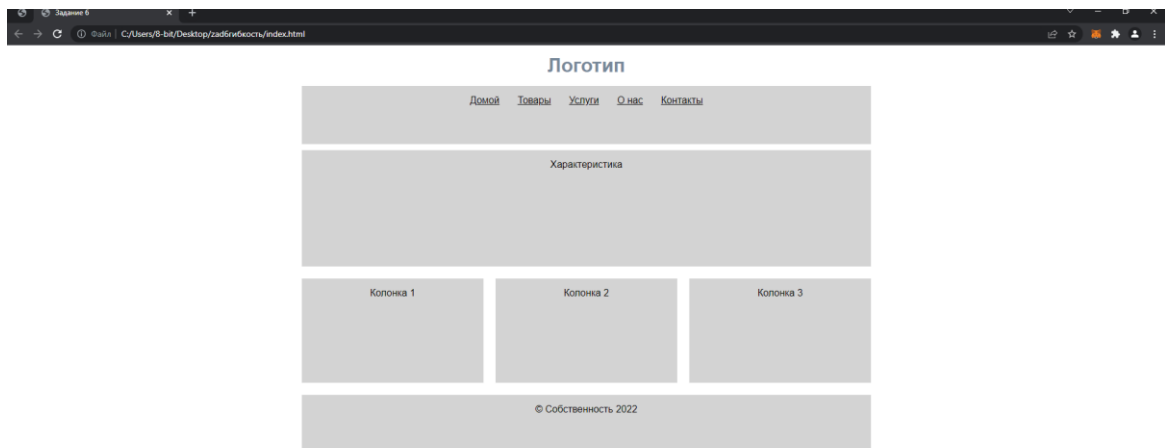 Задание 6
Файл C:/Users/8-bit/Desktop/zad6гибкость/index.html
Логотип
Домой Товары Услуги О нас Контакты
Характеристика
Колонка 1 Колонка 2 Колонка 3
© Собственность 2022